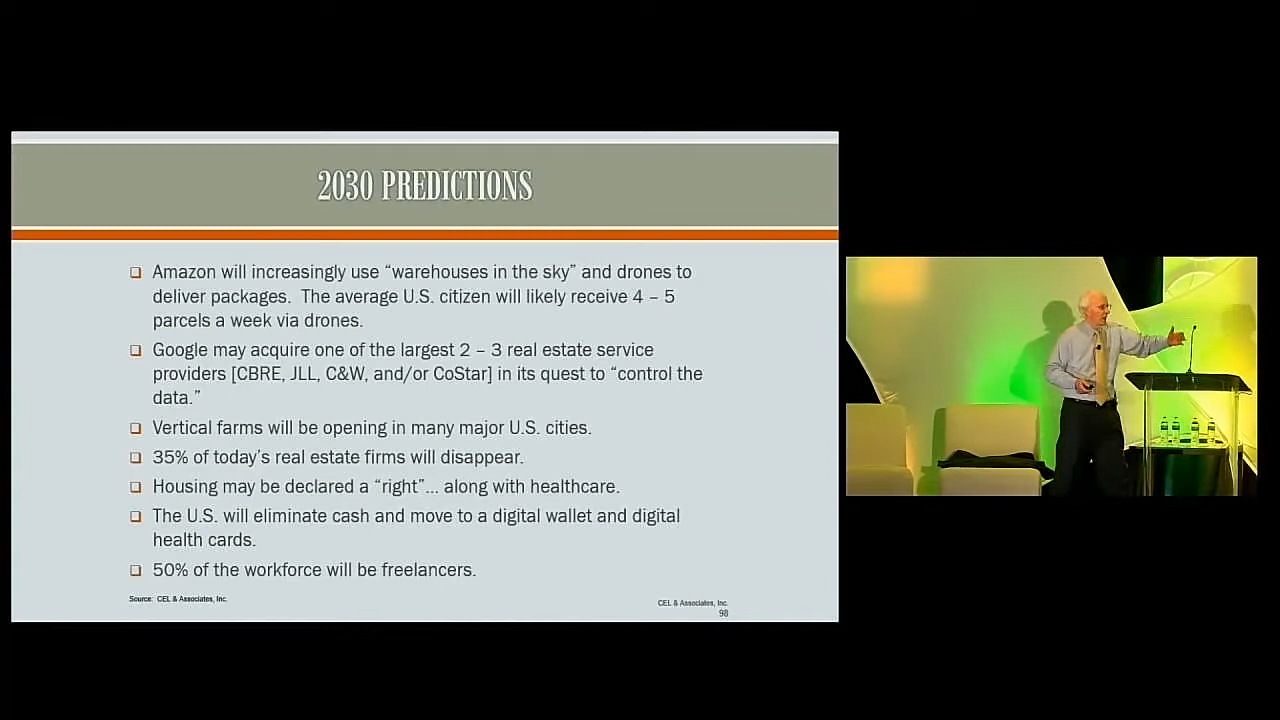 2030 PREDICTIONS
❑ Amazon will increasingly use “warehouses in the sky” and drones to
deliver packages.  The average U.S. citizen will likely receive 4 – 5
parcels a week via drones.
❑ Google may acquire one of the largest 2 – 3 real estate service
providers [CBRE, JLL, C&W, and/or CoStar] in its quest to “control the
data.”
❑ Vertical farms will be opening in many major U.S. cities.
❑ 35% of today’s real estate firms will disappear.
❑ Housing may be declared a “right”... along with healthcare.
❑ The U.S. will eliminate cash and move to a digital wallet and digital
health cards.
❑ 50% of the workforce will be freelancers.
Source: CEL & Associates, Inc.
CEL & Associates, Inc.
98